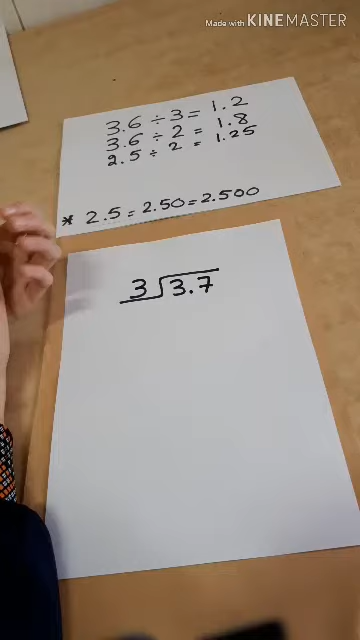 Made with KINEMASTER
3.6 ÷ 3 = 1.2
3.6 ÷ 2 = 1.8
2.5 ÷ 2 = 1.25
* 2.5 = 2.50 = 2.500
3 3.7